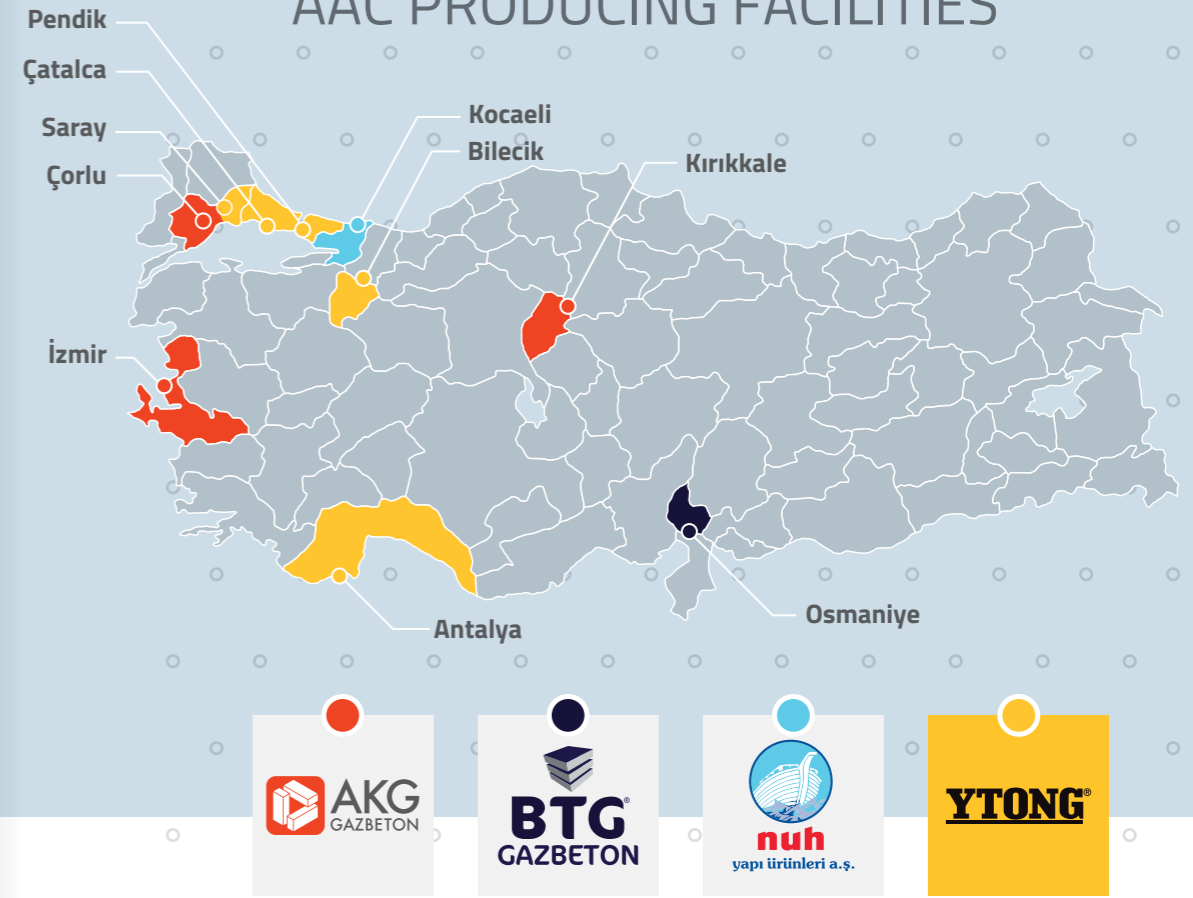 AAC PRODUCING FACILITIES
Pendik
Çatalca
Saray
Çorlu
Kocaeli
Bilecik
Kırıkkale
İzmir
Antalya
Osmaniye
AKG
GAZBETON
BTG®
GAZBETON
nuh
yapı ürünleri a.ş.
YTONG®